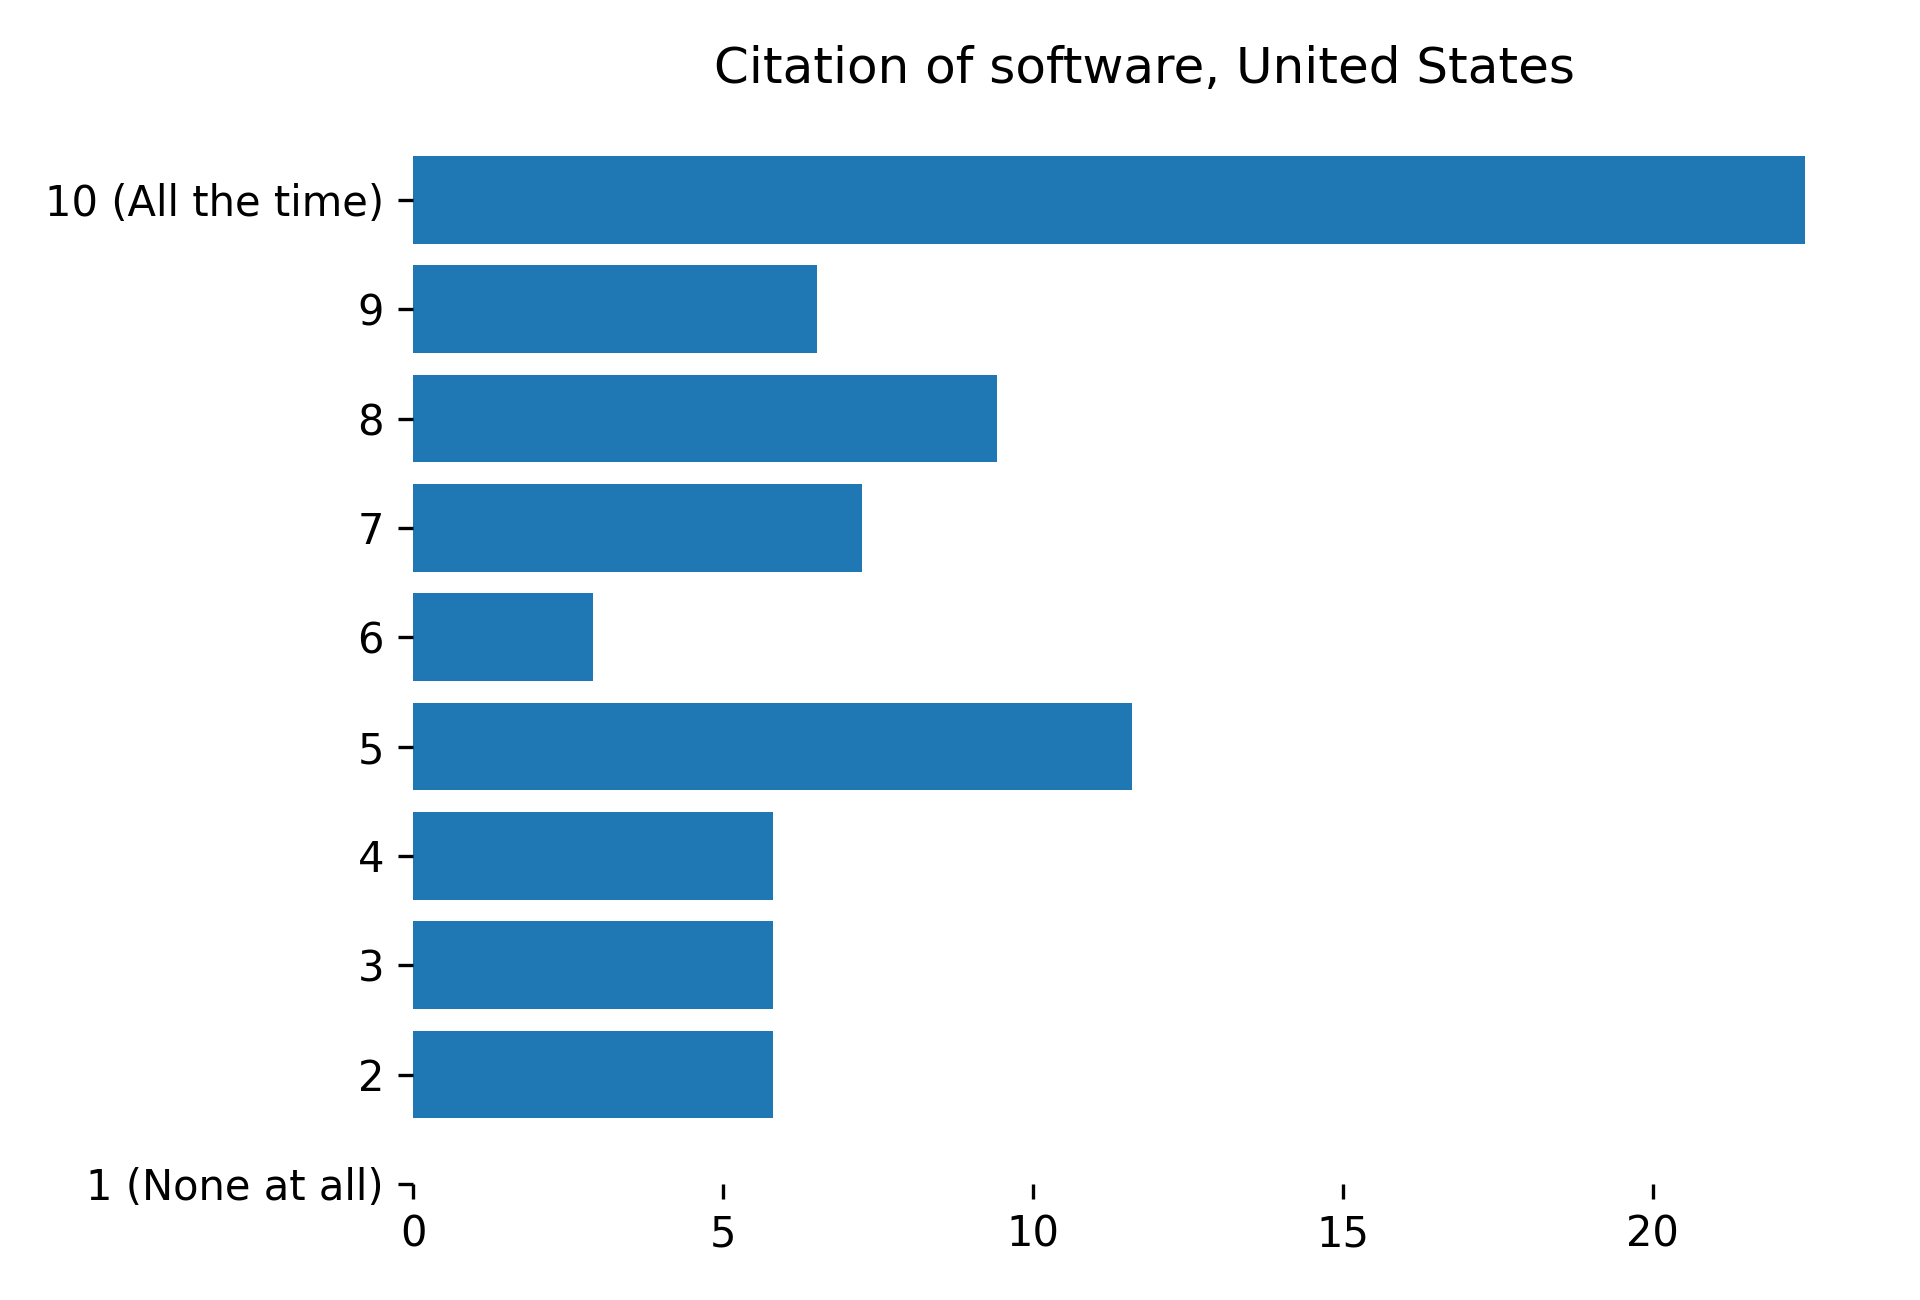 Citation of software, United States
10 (All the time)
9
8
7
6
5
4
3
2
1 (None at all)
0 5 10 15 20